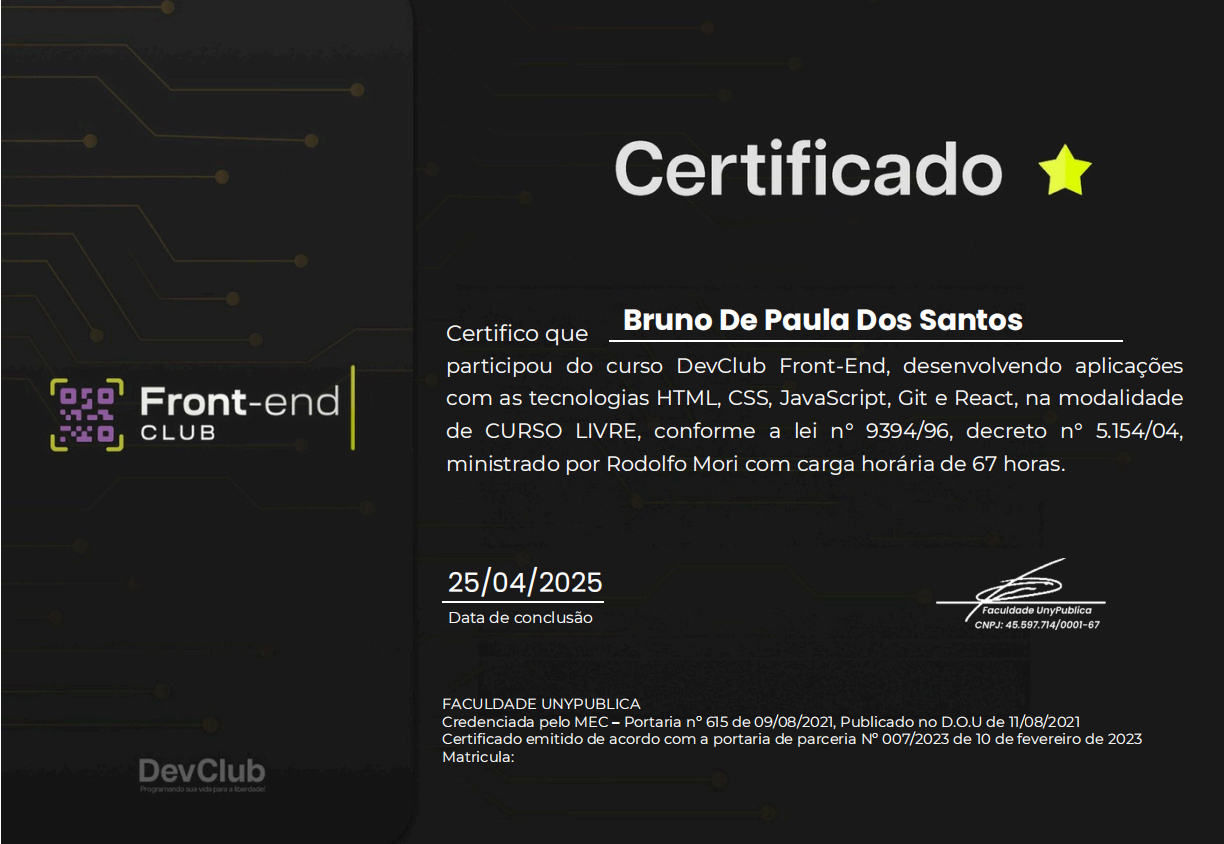 Certificado
Certifico que Bruno De Paula Dos Santos
participou do curso DevClub Front-End, desenvolvendo aplicações
com as tecnologias HTML, CSS, JavaScript, Git e React, na modalidade
de CURSO LIVRE, conforme a lei nº 9394/96, decreto nº 5.154/04,
ministrado por Rodolfo Mori com carga horária de 67 horas.
Front-end
CLUB
25/04/2025
Data de conclusão
Faculdade UnyPublica
CNPJ: 45.597.714/0001-67
FACULDADE UNYPUBLICA
Credenciada pelo MEC – Portaria nº 615 de 09/08/2021, Publicado no D.O.U de 11/08/2021
Certificado emitido de acordo com a portaria de parceria Nº 007/2023 de 10 de fevereiro de 2023
Matricula:
DevClub
Programando sua vida para a liberdade!